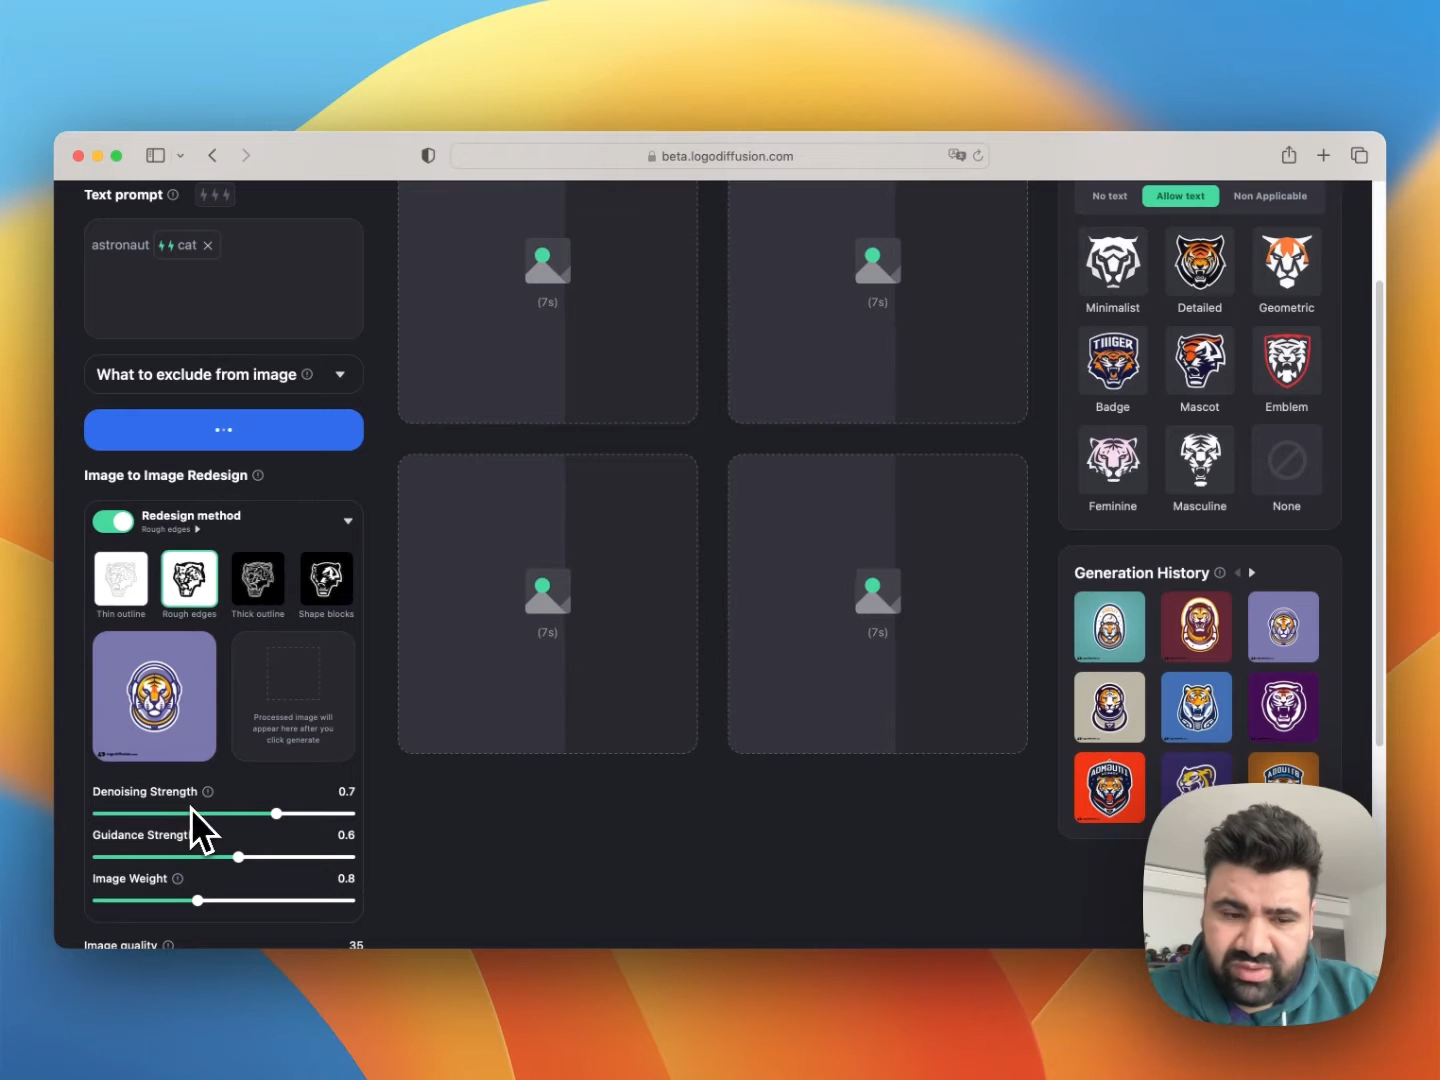 beta.logodiffusion.com
Text prompt
astronaut cat
What to exclude from image
Image to Image Redesign
Redesign method
Rough edges
Thin outline
Rough edges
Thick outline
Shape blocks
Processed image will
appear here after you
click generate
Denoising Strength 0.7
Guidance Strength 0.6
Image Weight 0.8
Image quality 35
(7s)
(7s)
(7s)
(7s)
No text
Allow text
Non Applicable
Minimalist
Detailed
Geometric
TIIIGER
Badge
Mascot
Emblem
Feminine
Masculine
None
Generation History